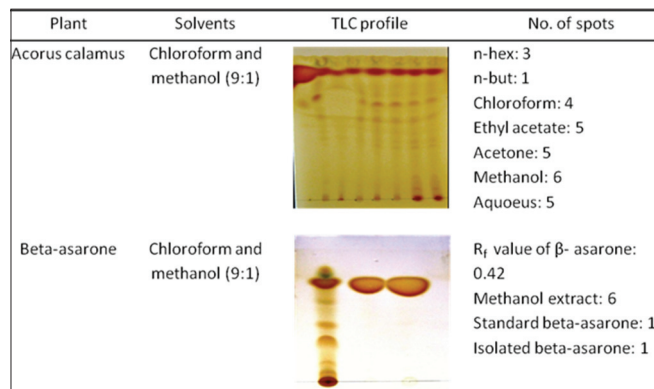 Plant Solvents TLC profile No. of spots
Acorus calamus Chloroform and methanol (9:1)
n-hex: 3
n-but: 1
Chloroform: 4
Ethyl acetate: 5
Acetone: 5
Methanol: 6
Aquoeus: 5
Beta-asarone Chloroform and methanol (9:1)
Rf value of β- asarone:
0.42
Methanol extract: 6
Standard beta-asarone: 1
Isolated beta-asarone: 1